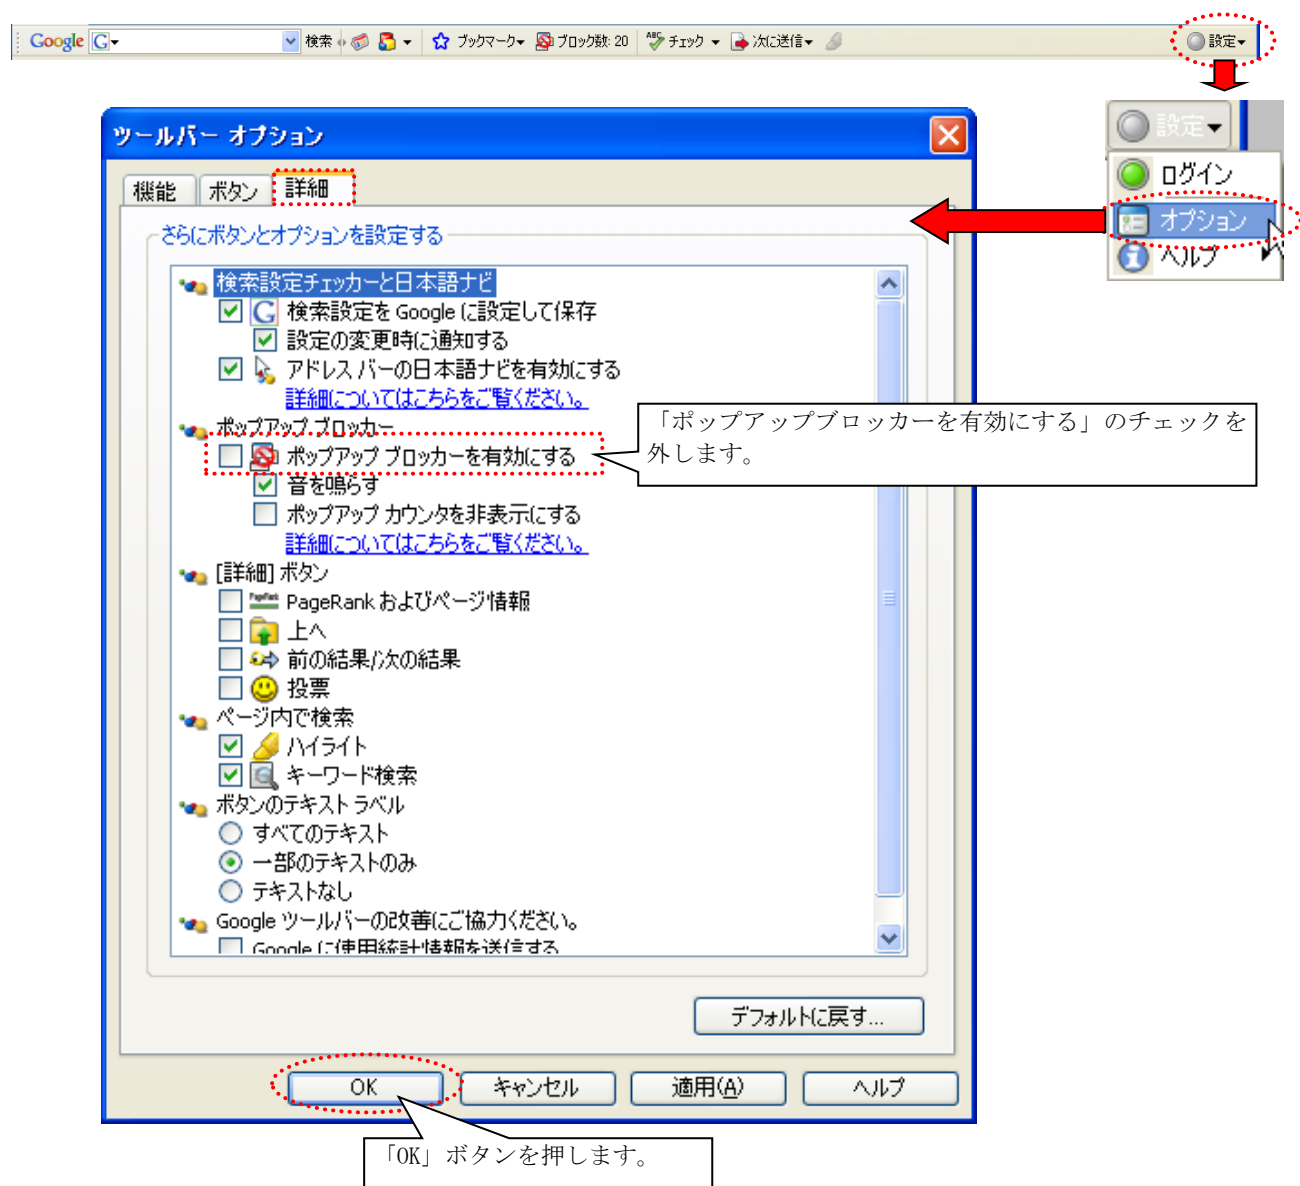 Google G 検索 ブックマーク ブロック数: 20 ABC チェック 次に送信 設定
設定
ログイン
オプション
ヘルプ
ツールバー オプション
機能 ボタン 詳細
さらにボタンとオプションを設定する
検索設定チェッカーと日本語ナビ
G 検索設定を Google に設定して保存
設定の変更時に通知する
アドレス バーの日本語ナビを有効にする
詳細についてはこちらをご覧ください。
ポップアップ ブロッカー
ポップアップ ブロッカーを有効にする
音を鳴らす
ポップアップ カウンタを非表示にする
詳細についてはこちらをご覧ください。
「ポップアップブロッカーを有効にする」のチェックを
外します。
[詳細] ボタン
PageRank PageRank およびページ情報
上へ
前の結果/次の結果
投票
ページ内で検索
ハイライト
キーワード検索
ボタンのテキスト ラベル
すべてのテキスト
一部のテキストのみ
テキストなし
Google ツールバーの改善にご協力ください。
Google に使用統計情報を送信する
デフォルトに戻す...
OK キャンセル 適用(A) ヘルプ
「OK」ボタンを押します。